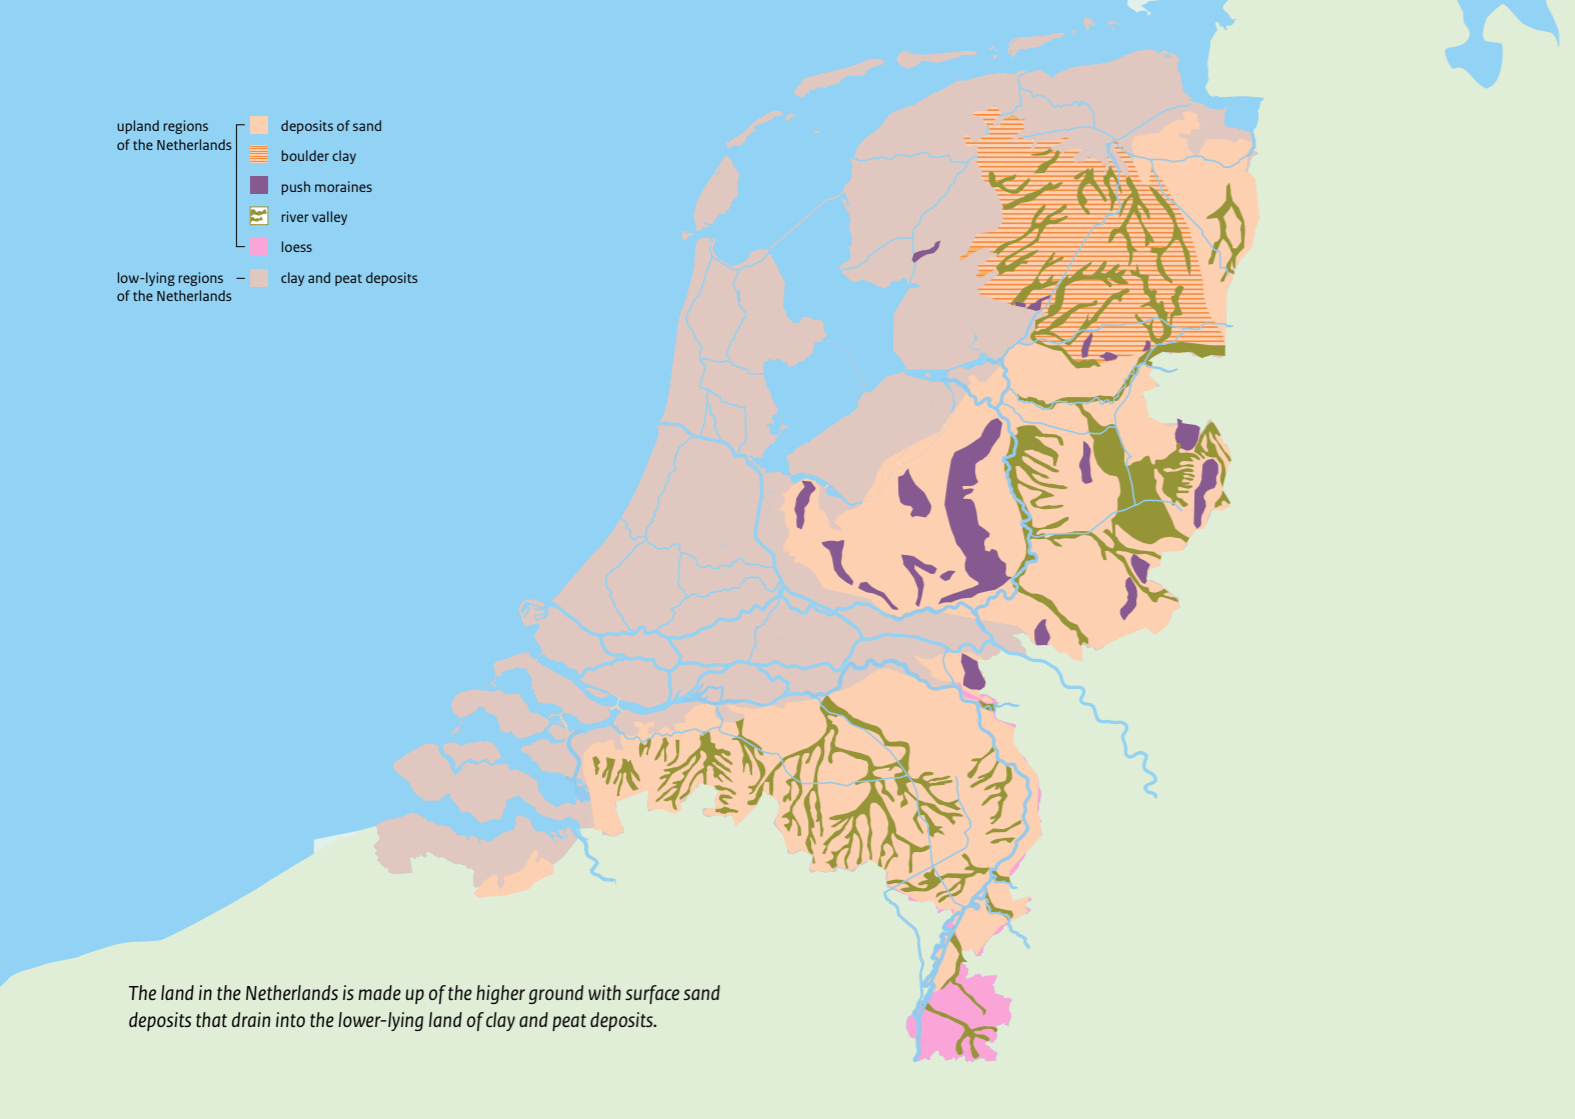 upland regions
of the Netherlands
deposits of sand
boulder clay
push moraines
river valley
loess
low-lying regions
of the Netherlands
clay and peat deposits
The land in the Netherlands is made up of the higher ground with surface sand
deposits that drain into the lower-lying land of clay and peat deposits.